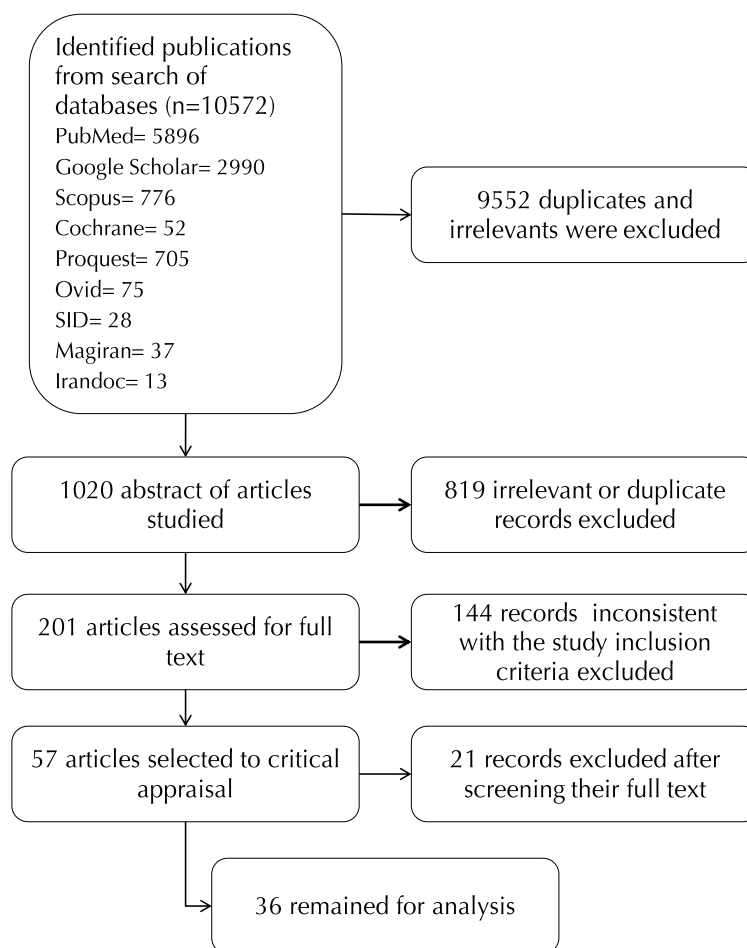 Identified publications
from search of
databases (n=10572)
PubMed= 5896
Google Scholar= 2990
Scopus= 776
Cochrane= 52
Proquest= 705
Ovid= 75
SID= 28
Magiran= 37
Irandoc= 13
9552 duplicates and
irrelevants were excluded
1020 abstract of articles
studied
819 irrelevant or duplicate
records excluded
201 articles assessed for full
text
144 records  inconsistent
with the study inclusion
criteria excluded
57 articles selected to critical
appraisal
21 records excluded after
screening their full text
36 remained for analysis